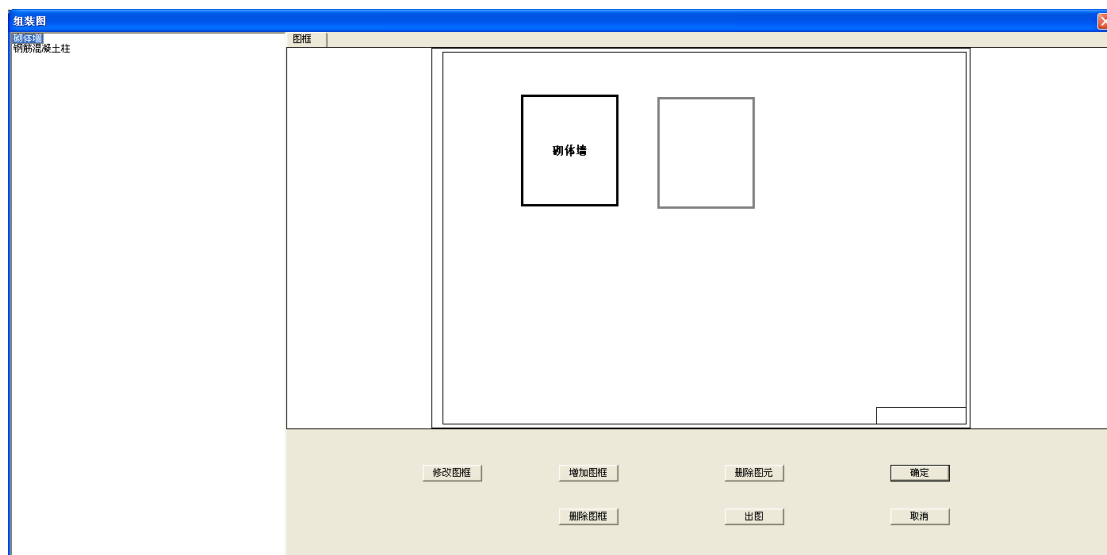 组装图
砌体墙
钢筋混凝土柱
图框
砌体墙
修改图框
增加图框
删除图元
确定
删除图框
出图
取消